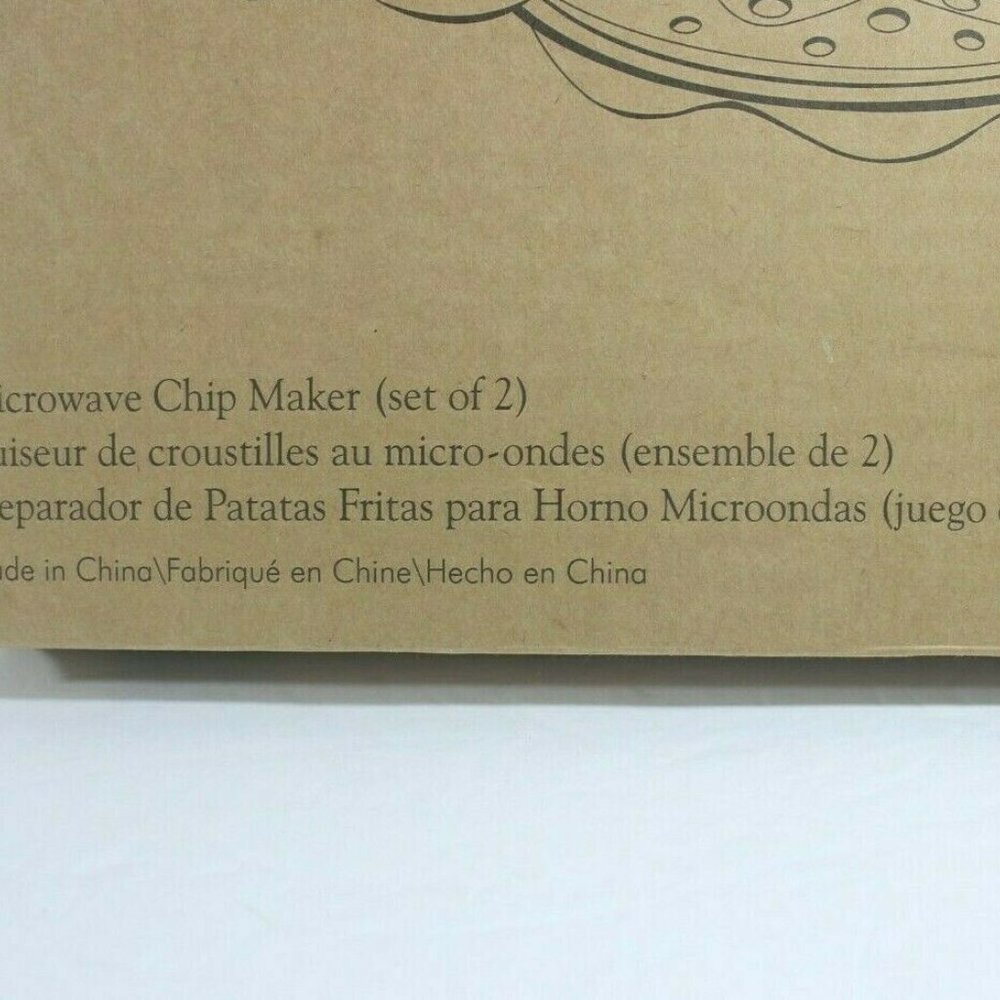 icrowave Chip Maker (set of 2)
uiseur de croustilles au micro-ondes (ensemble de 2)
eparador de Patatas Fritas para Horno Microondas (juego
de in China\Fabriqué en Chine\Hecho en China